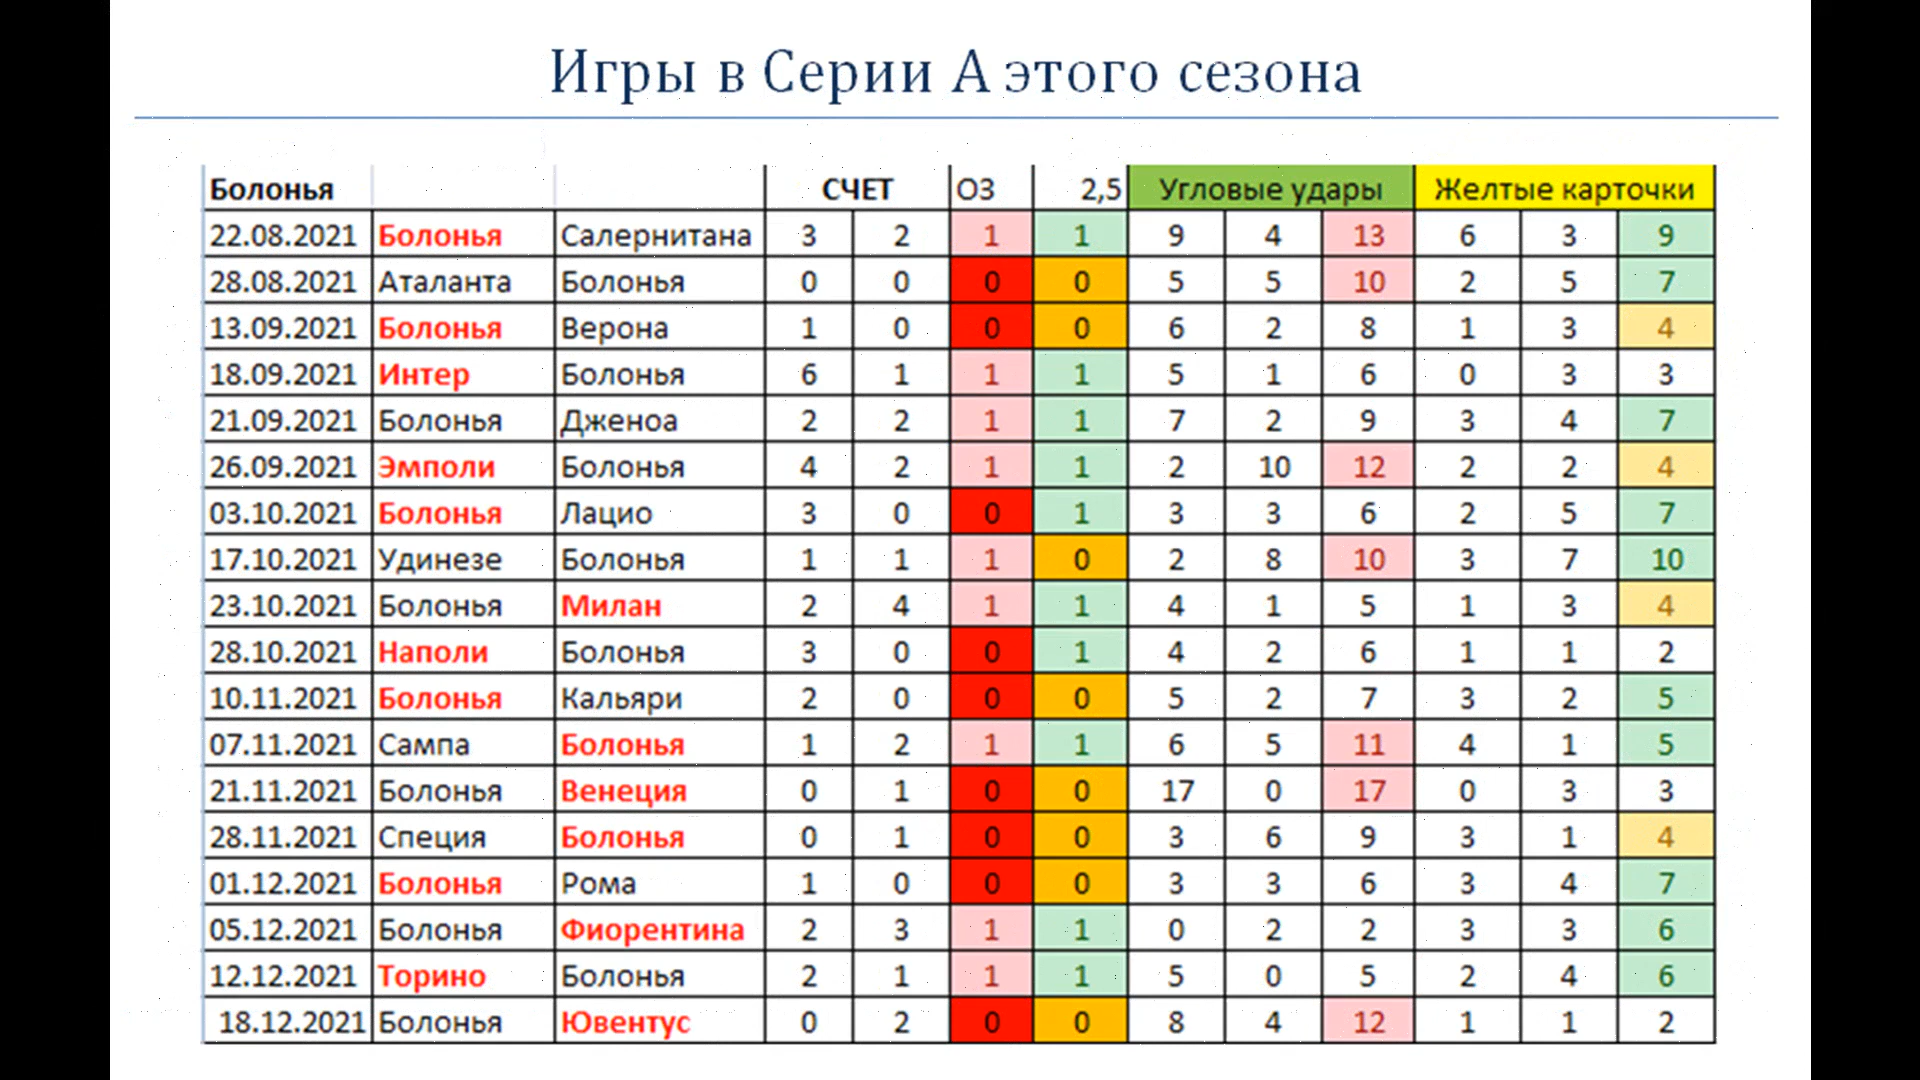 Игры в Серии А этого сезона
Болонья СЧЕТ ОЗ 2,5 Угловые удары Желтые карточки
22.08.2021 Болонья Салернитана 3 2 1 1 9 4 13 6 3 9
28.08.2021 Аталанта Болонья 0 0 0 0 5 5 10 2 5 7
13.09.2021 Болонья Верона 1 0 0 0 6 2 8 1 3 4
18.09.2021 Интер Болонья 6 1 1 1 5 1 6 0 3 3
21.09.2021 Болонья Дженоа 2 2 1 1 7 2 9 3 4 7
26.09.2021 Эмполи Болонья 4 2 1 1 2 10 12 2 2 4
03.10.2021 Болонья Лацио 3 0 0 1 3 3 6 2 5 7
17.10.2021 Удинезе Болонья 1 1 1 0 2 8 10 3 7 10
23.10.2021 Болонья Милан 2 4 1 1 4 1 5 1 3 4
28.10.2021 Наполи Болонья 3 0 0 1 4 2 6 1 1 2
10.11.2021 Болонья Кальяри 2 0 0 0 5 2 7 3 2 5
07.11.2021 Сампа Болонья 1 2 1 1 6 5 11 4 1 5
21.11.2021 Болонья Венеция 0 1 0 0 17 0 17 0 3 3
28.11.2021 Специя Болонья 0 1 0 0 3 6 9 3 1 4
01.12.2021 Болонья Рома 1 0 0 0 3 3 6 3 4 7
05.12.2021 Болонья Фиорентина 2 3 1 1 0 2 2 3 3 6
12.12.2021 Торино Болонья 2 1 1 1 5 0 5 2 4 6
18.12.2021 Болонья Ювентус 0 2 0 0 8 4 12 1 1 2